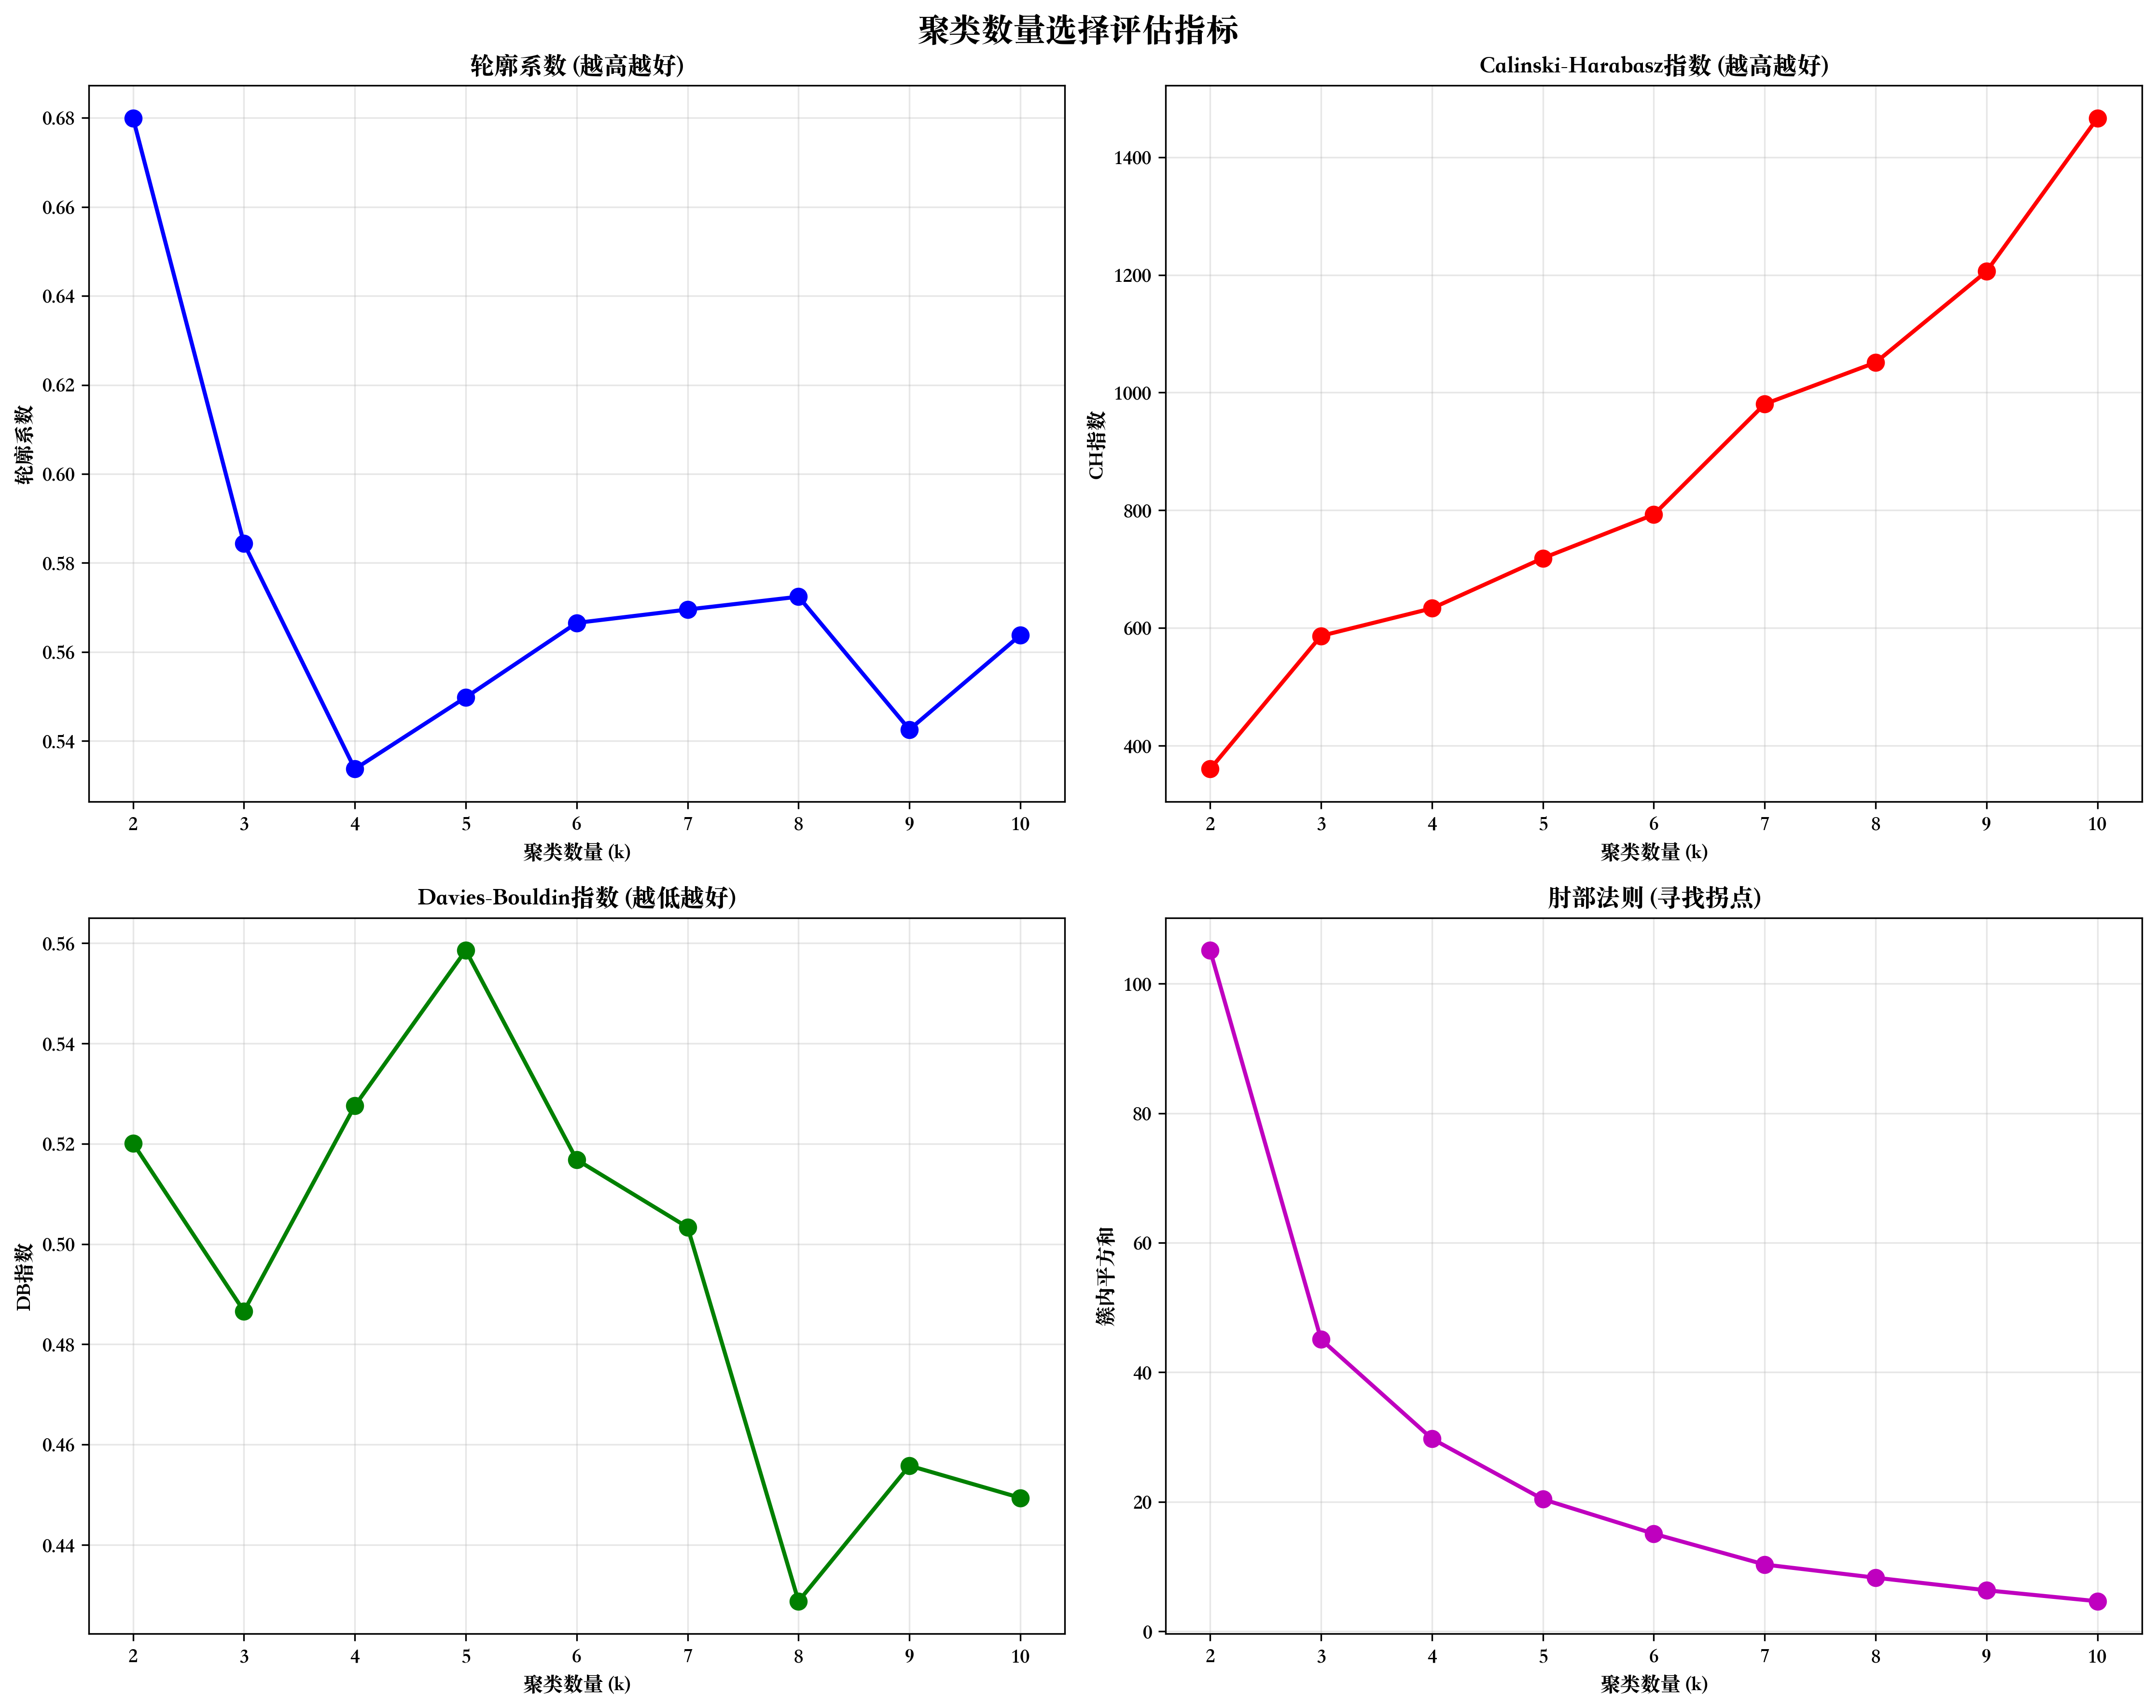 聚类数量选择评估指标
轮廓系数 (越高越好)
轮廓系数
0.68
0.66
0.64
0.62
0.60
0.58
0.56
0.54
2 3 4 5 6 7 8 9 10
聚类数量 (k)
Calinski-Harabasz指数 (越高越好)
CH指数
1400
1200
1000
800
600
400
2 3 4 5 6 7 8 9 10
聚类数量 (k)
Davies-Bouldin指数 (越低越好)
DB指数
0.56
0.54
0.52
0.50
0.48
0.46
0.44
2 3 4 5 6 7 8 9 10
聚类数量 (k)
肘部法则 (寻找拐点)
簇内平方和
100
80
60
40
20
0
2 3 4 5 6 7 8 9 10
聚类数量 (k)